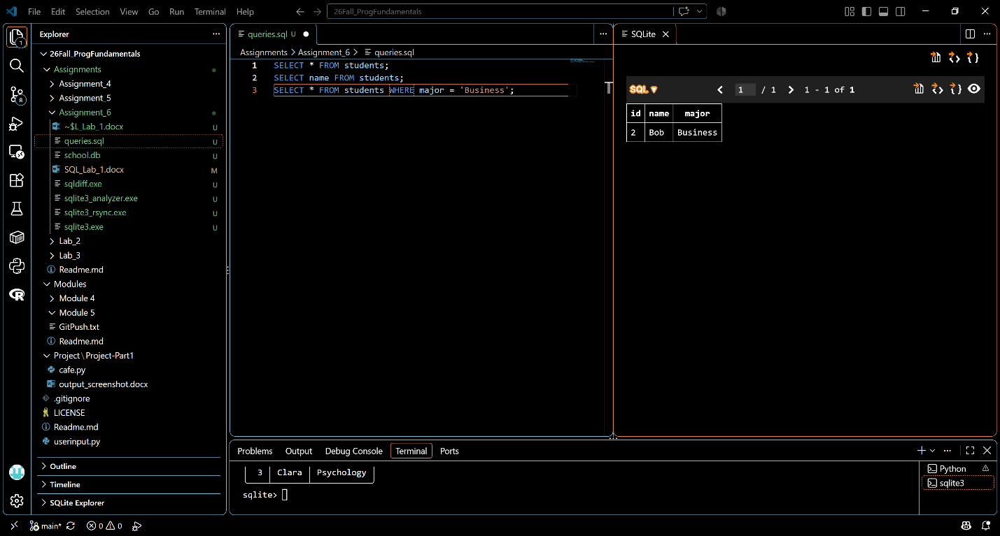 File Edit Selection View Go Run Terminal Help
26Fall_ProgFundamentals
Explorer
26Fall_ProgFundamentals
Assignments
Assignment_4
Assignment_5
Assignment_6
~$L_Lab_1.docx U
queries.sql U
school.db U
SQL_Lab_1.docx M
sqldiff.exe U
sqlite3_analyzer.exe U
sqlite3_rsync.exe U
sqlite3.exe U
Lab_2
Lab_3
Readme.md
Modules
Module 4
Module 5
GitPush.txt
Readme.md
Project\Project-Part1
cafe.py
output_screenshot.docx
.gitignore
LICENSE
Readme.md
userinput.py
Outline
Timeline
SQLite Explorer
1
8
queries.sql U
Assignments > Assignment_6 > queries.sql
1 SELECT * FROM students;
2 SELECT name FROM students;
3 SELECT * FROM students WHERE major = 'Business';
SQLite
SQL 1 / 1 1 - 1 of 1
id name major
2 Bob Business
Problems Output Debug Console Terminal Ports
3 Clara Psychology
sqlite>
Python
sqlite3
main* 0 0